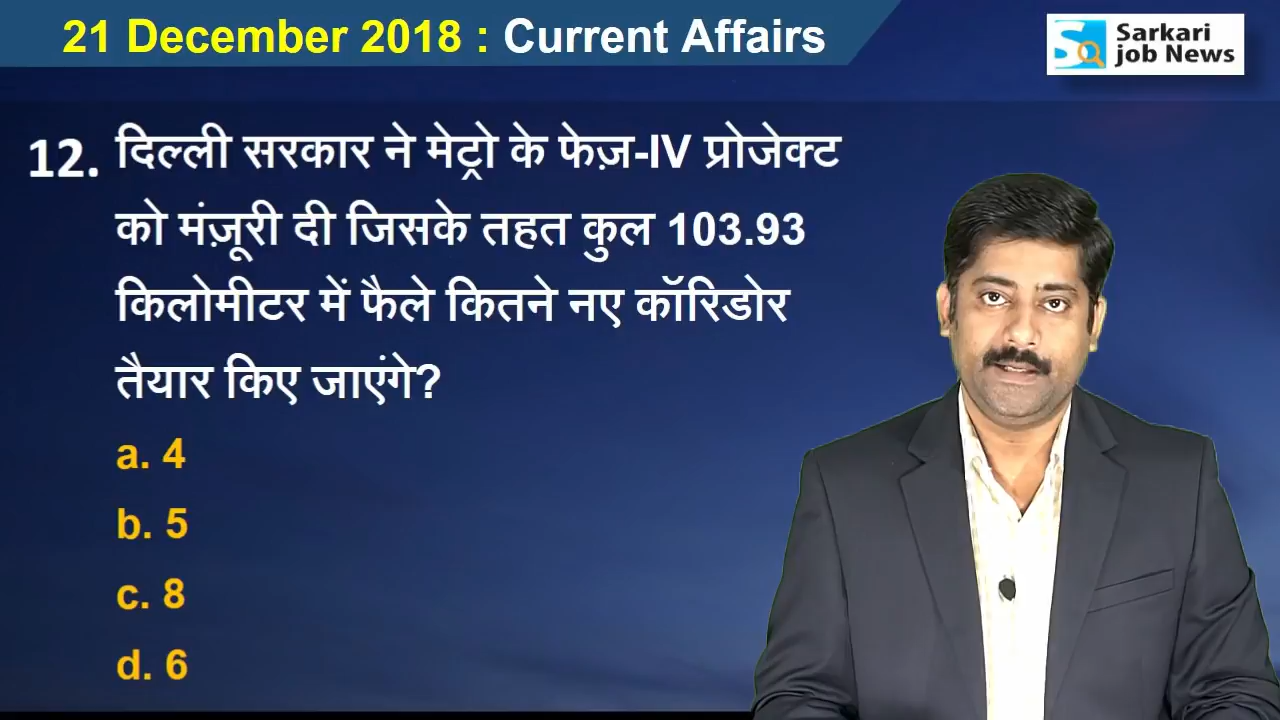 21 December 2018 : Current Affairs
Sarkari
Job News
12. दिल्ली सरकार ने मेट्रो के फेज़-IV प्रोजेक्ट
को मंज़ूरी दी जिसके तहत कुल 103.93
किलोमीटर में फैले कितने नए कॉरिडोर
तैयार किए जाएंगे?
a. 4
b. 5
c. 8
d. 6